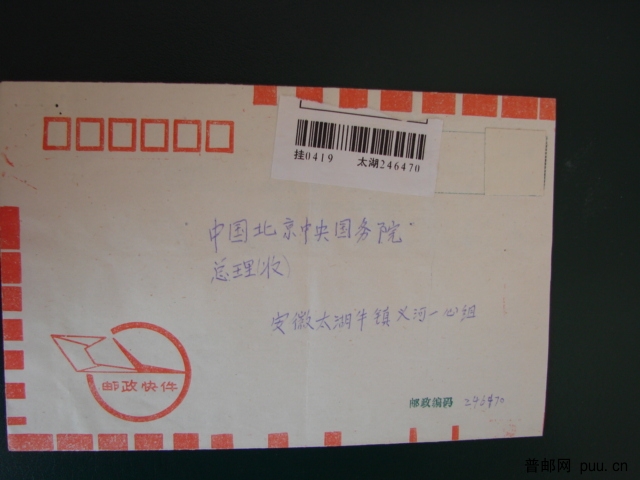 挂0419 太湖246470
中国北京中央国务院
总理(收)
安徽太湖牛镇义河一心组
邮政快件
邮政编码 246470
普邮网 puu.cn